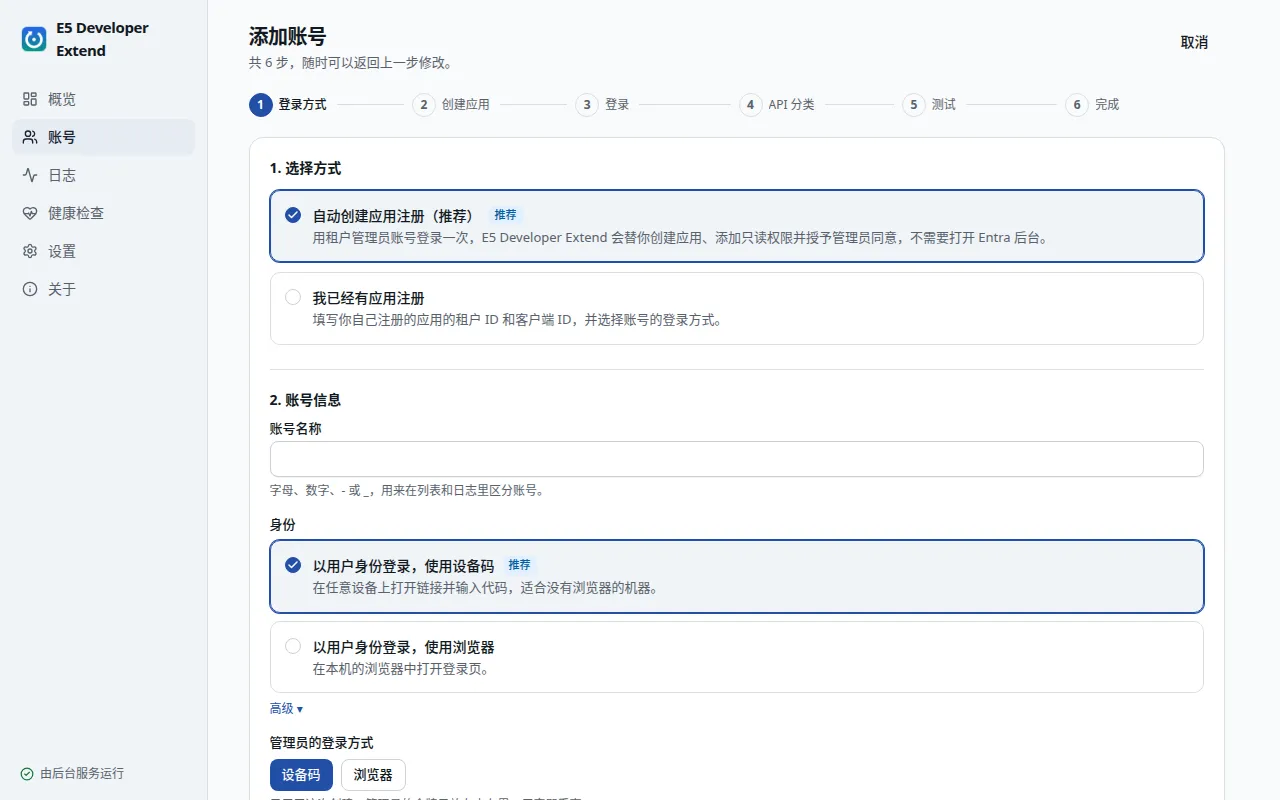 E5 Developer
Extend
概览
账号
日志
健康检查
设置
关于
由后台服务运行
添加账号
共 6 步，随时可以返回上一步修改。
取消
1 登录方式
2 创建应用
3 登录
4 API 分类
5 测试
6 完成
1. 选择方式
自动创建应用注册（推荐） 推荐
用租户管理员账号登录一次，E5 Developer Extend 会替你创建应用、添加只读权限并授予管理员同意，不需要打开 Entra 后台。
我已经有应用注册
填写你自己注册的应用的租户 ID 和客户端 ID，并选择账号的登录方式。
2. 账号信息
账号名称
字母、数字、- 或 _，用来在列表和日志里区分账号。
身份
以用户身份登录，使用设备码 推荐
在任意设备上打开链接并输入代码，适合没有浏览器的机器。
以用户身份登录，使用浏览器
在本机的浏览器中打开登录页。
高级 ▾
管理员的登录方式
设备码
浏览器